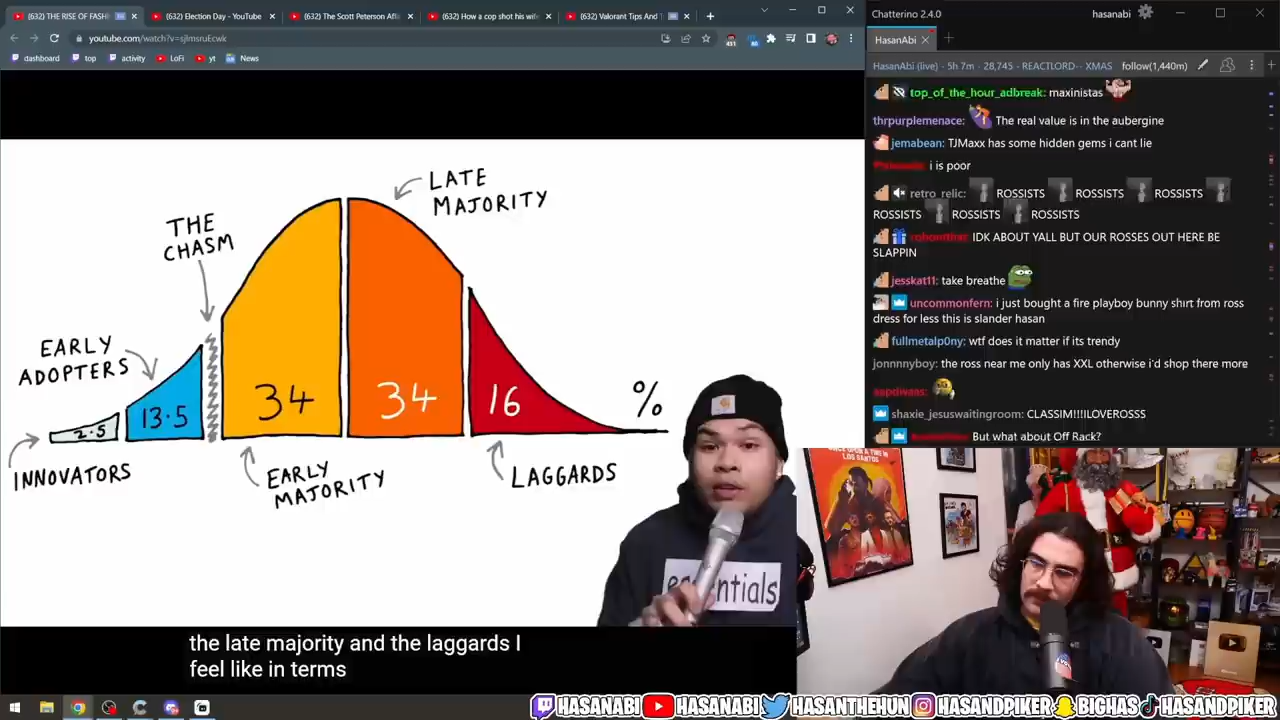 (632) THE RISE OF FASHI
(632) Election Day - YouTube
(632) The Scott Peterson Aft
(632) How a cop shot his wife
(632) Valorant Tips And T
youtube.com/watch?v=sjlmsruEcwk
dashboard
top
activity
LoFi
yt
News
THE
CHASM
LATE
MAJORITY
EARLY
ADOPTERS
2.5
13.5
34
34
16
%
INNOVATORS
EARLY
MAJORITY
LAGGARDS
essentials
the late majority and the laggards I
feel like in terms
Chatterino 2.4.0
hasanabi
HasanAbi
HasanAbi (live) - 5h 7m - 28,745 - REACTLORD-- XMAS
follow(1,440m)
top_of_the_hour_adbreak: maxinistas
thrpurplemenace: The real value is in the aubergine
jemabean: TJMaxx has some hidden gems i cant lie
i is poor
retro_relic: ROSSISTS ROSSISTS ROSSISTS
ROSSISTS ROSSISTS ROSSISTS
IDK ABOUT YALL BUT OUR ROSSES OUT HERE BE
SLAPPIN
jesskat11: take breathe
uncommonfern: i just bought a fire playboy bunny shirt from ross
dress for less this is slander hasan
fullmetalp0ny: wtf does it matter if its trendy
jonnnyboy: the ross near me only has XXL otherwise i'd shop there more
shaxie_jesuswaitingroom: CLASSIM!!!ILOVEROSSS
But what about Off Rack?
LOS SANTOS
HASANABI
HASANABI
HASANTHEHUN
HASANDPIKER
BIGHAS
HASANDPIKER